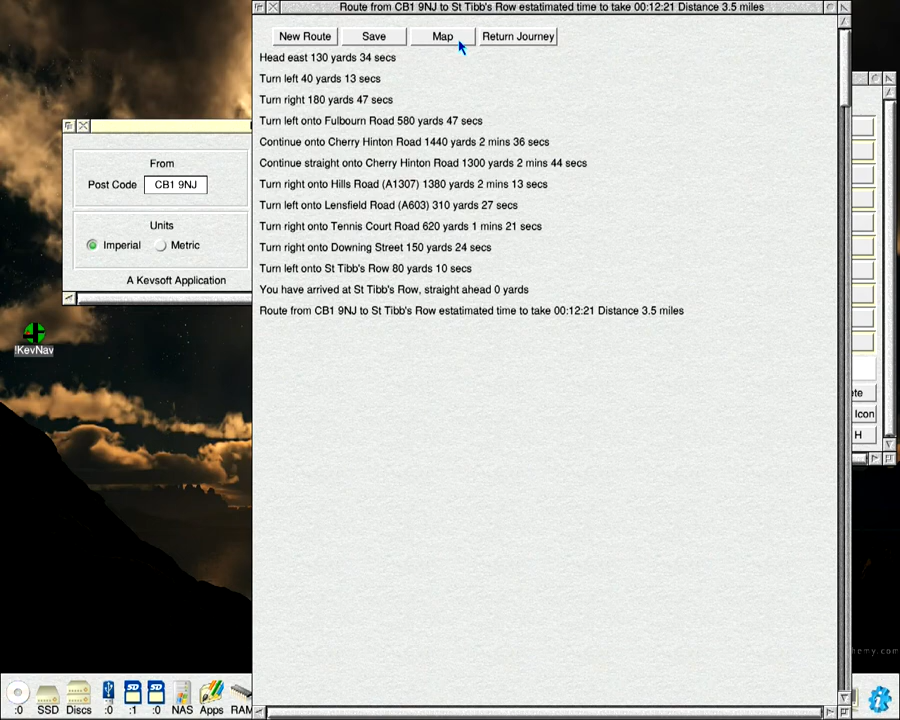 Route from CB1 9NJ to St Tibb's Row estatimated time to take 00:12:21 Distance 3.5 miles
New Route Save Map Return Journey
Head east 130 yards 34 secs
Turn left 40 yards 13 secs
Turn right 180 yards 47 secs
Turn left onto Fulbourn Road 580 yards 47 secs
Continue onto Cherry Hinton Road 1440 yards 2 mins 36 secs
Continue straight onto Cherry Hinton Road 1300 yards 2 mins 44 secs
Turn right onto Hills Road (A1307) 1380 yards 2 mins 13 secs
Turn left onto Lensfield Road (A603) 310 yards 27 secs
Turn right onto Tennis Court Road 620 yards 1 mins 21 secs
Turn right onto Downing Street 150 yards 24 secs
Turn left onto St Tibb's Row 80 yards 10 secs
You have arrived at St Tibb's Row, straight ahead 0 yards
Route from CB1 9NJ to St Tibb's Row estatimated time to take 00:12:21 Distance 3.5 miles
From
Post Code CB1 9NJ
Units
Imperial Metric
A Kevsoft Application
!KevNav
Icon
H
:0 SSD Discs :0 :1 :0 NAS Apps RAM